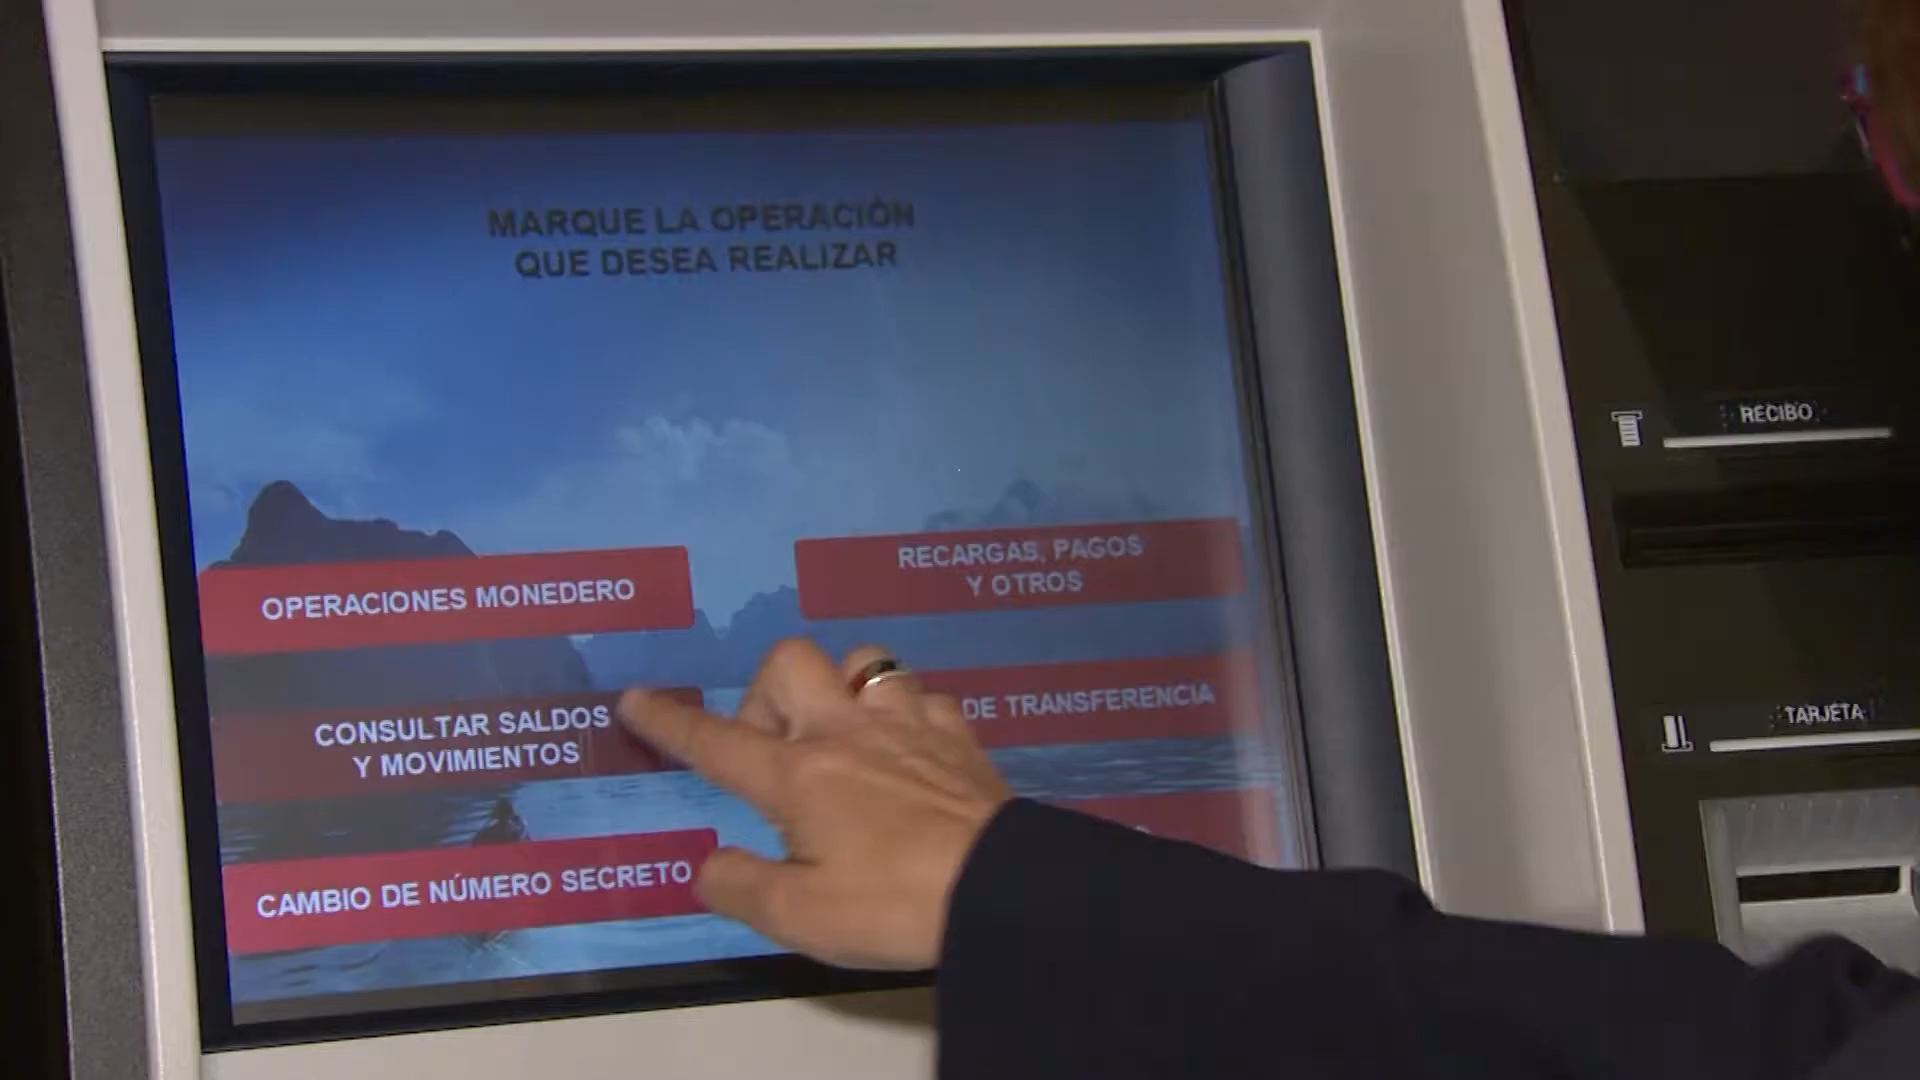 MARQUE LA OPERACIÓN
QUE DESEA REALIZAR
OPERACIONES MONEDERO
RECARGAS, PAGOS
Y OTROS
CONSULTAR SALDOS
Y MOVIMIENTOS
DE TRANSFERENCIA
CAMBIO DE NÚMERO SECRETO
RECIBO
TARJETA